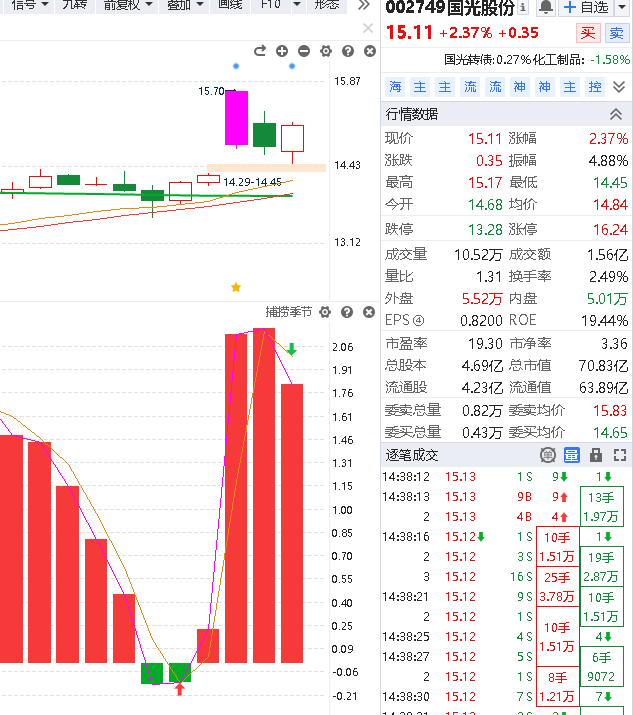 信号 九转 前复权 叠加 画线 F10 形态
15.87
15.70
14.43
14.29-14.45
13.12
捕捞季节
2.06
1.91
1.76
1.61
1.46
1.31
1.15
1.00
0.85
0.70
0.55
0.40
0.25
0.09
-0.06
-0.21
002749 国光股份 自选
15.11 +2.37% +0.35 买 卖
国光转债:0.27% 化工制品: -1.58%
海 主 主 流 流 神 神 主 控
行情数据
现价 15.11 涨幅 2.37%
涨跌 0.35 振幅 4.88%
最高 15.17 最低 14.45
今开 14.68 均价 14.84
跌停 13.28 涨停 16.24
成交量 10.52万 成交额 1.56亿
量比 1.31 换手率 2.49%
外盘 5.52万 内盘 5.01万
EPS④ 0.8200 ROE 19.44%
市盈率 19.30 市净率 3.36
总股本 4.69亿 总市值 70.83亿
流通股 4.23亿 流通值 63.89亿
委卖总量 0.82万 委卖均价 15.83
委买总量 0.43万 委买均价 14.65
逐笔成交 单 量
14:38:12 15.13 1 S 9 1
14:38:13 15.13 9 B 9 13手
2 15.13 4 B 4 1.97万
14:38:16 15.12 1 S 10手 1
2 15.12 3 S 1.51万 19手
3 15.12 16 S 25手 2.87万
14:38:21 15.12 9 S 3.78万 10手
2 15.12 1 S 10手 1.51万
14:38:25 15.12 4 S 1.51万 4
14:38:27 15.12 5 S 6手
2 15.12 1 S 8手 9072
14:38:30 15.12 7 S 1.21万 7